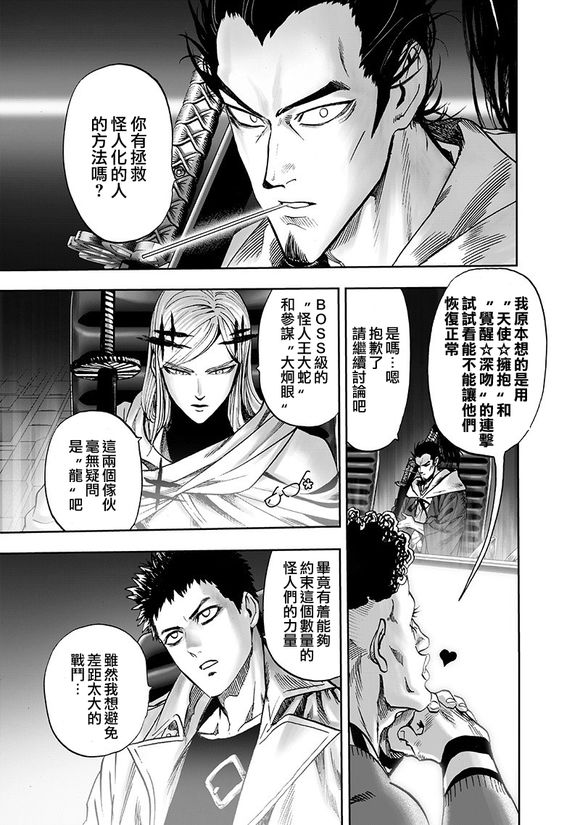 你有拯救
怪人化的人
的方法嗎？
我原本想的是用
“天使☆擁抱”和
“覺醒☆深吻”的連擊
試試看能不能讓他們
恢復正常
是嗎…嗯
抱歉了
請繼續討論吧
BOSS級的
“怪人王大蛇”
和參謀“大炯眼”
這兩個傢伙
毫無疑問
是“龍”吧
畢竟有着能夠
約束這個數量的
怪人們的力量
雖然我想避免
差距太大的
戰鬥…